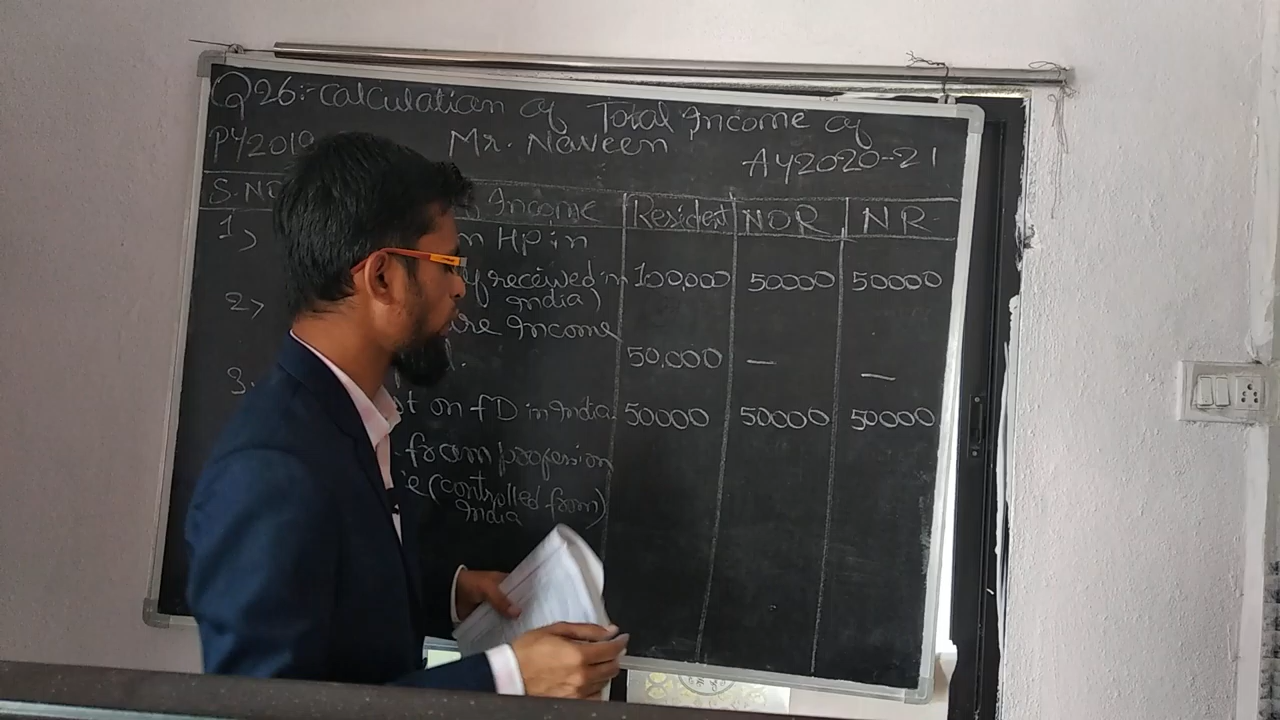 Q26:- Calculation of Total Income of
PY2019 Mr. Naveen AY2020-21
S.NO Income Resident NOR NR
1> HP in
received in 100,000 50000 50000
India)
2> Income
50,000 — —
3. on FD in India 50000 50000 50000
from profession
(controlled from)
India